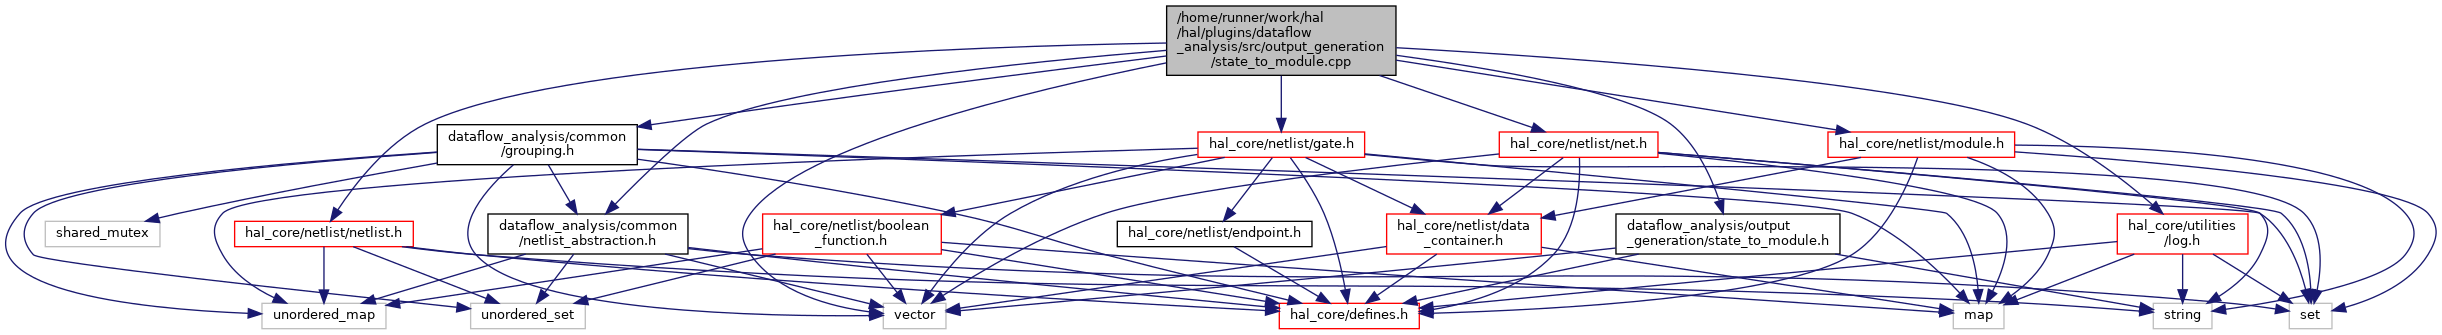 /home/runner/work/hal
/hal/plugins/dataflow
_analysis/src/output_generation
/state_to_module.cpp
dataflow_analysis/common
/grouping.h
hal_core/netlist/gate.h
hal_core/netlist/net.h
hal_core/netlist/module.h
shared_mutex
hal_core/netlist/netlist.h
dataflow_analysis/common
/netlist_abstraction.h
hal_core/netlist/boolean
_function.h
hal_core/netlist/endpoint.h
hal_core/netlist/data
_container.h
dataflow_analysis/output
_generation/state_to_module.h
hal_core/utilities
/log.h
unordered_map
unordered_set
vector
hal_core/defines.h
map
string
set